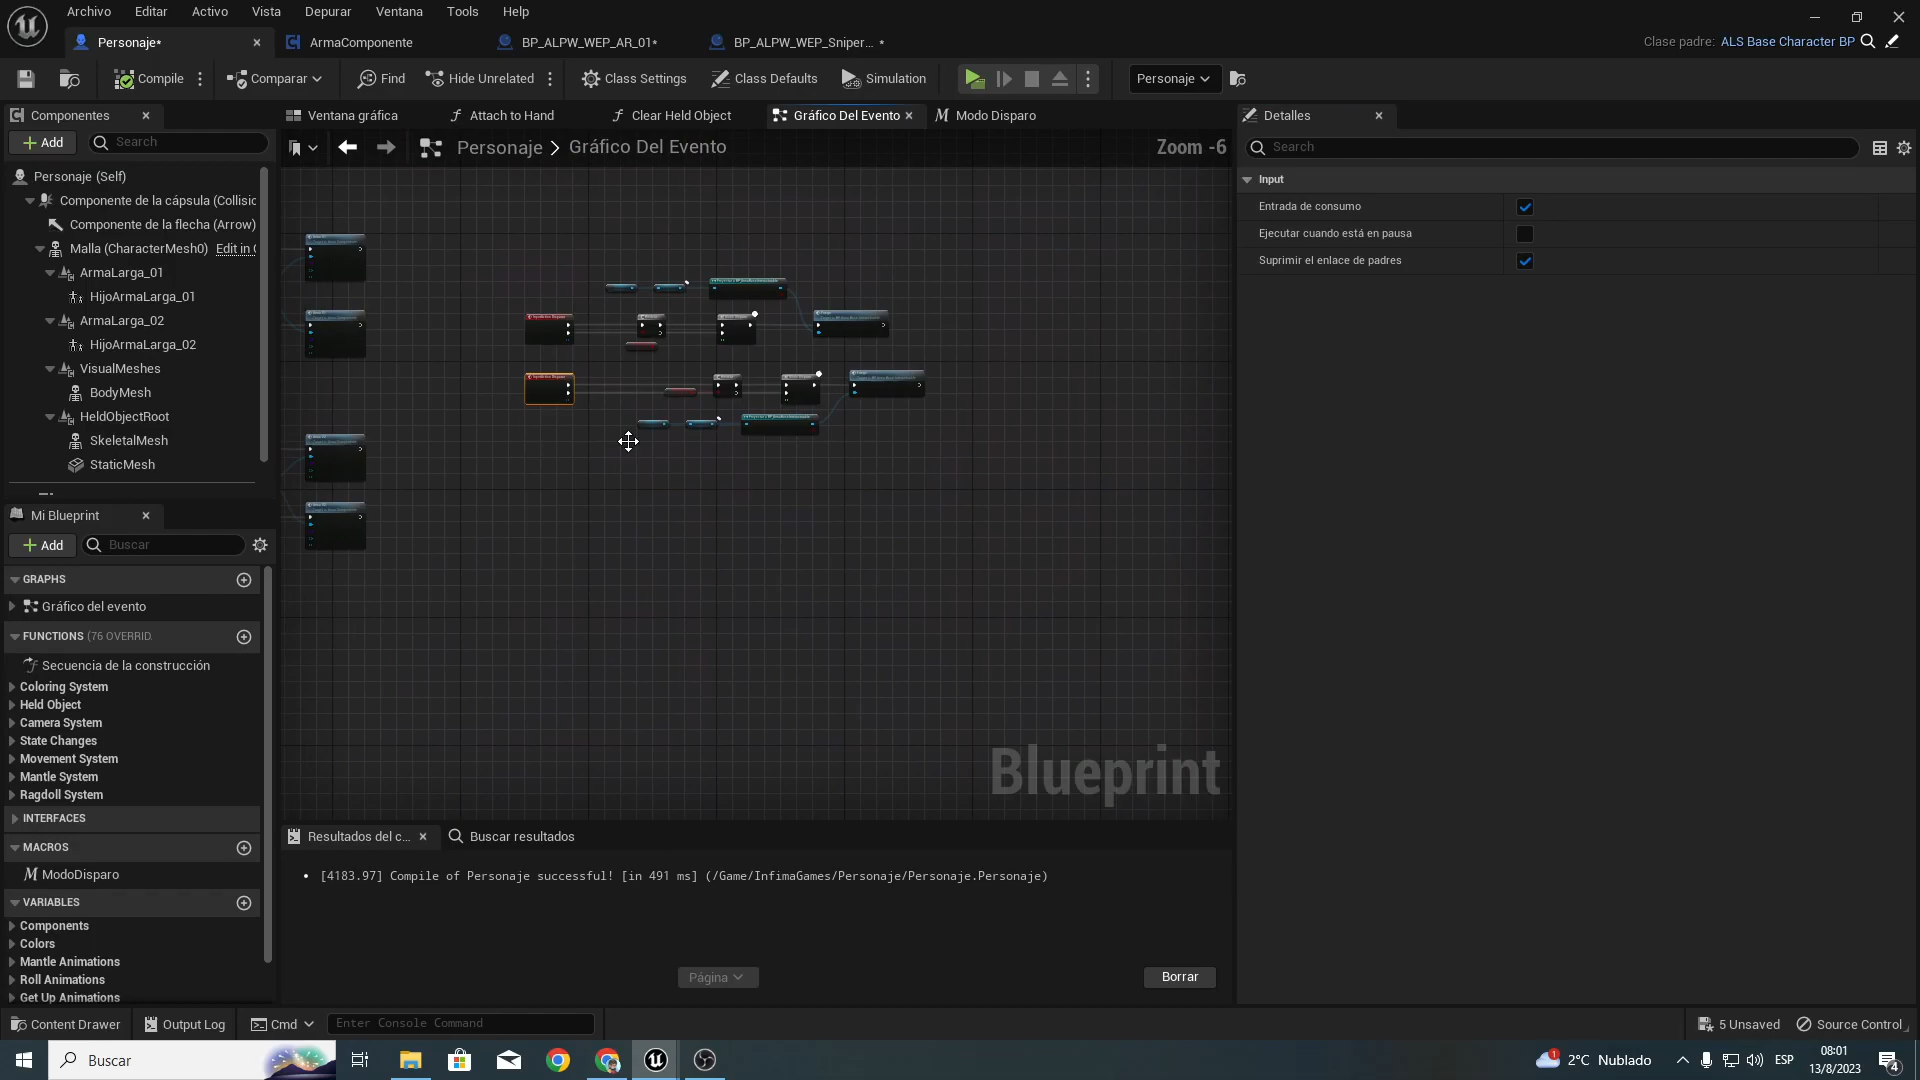 Archivo Editar Activo Vista Depurar Ventana Tools Help
Personaje* ArmaComponente BP_ALPW_WEP_AR_01* BP_ALPW_WEP_Sniper... *
Clase padre: ALS Base Character BP
Compile Comparar Find Hide Unrelated Class Settings Class Defaults Simulation Personaje
Componentes
Add Search
Personaje (Self)
Componente de la cápsula (Collisic
Componente de la flecha (Arrow)
Malla (CharacterMesh0) Edit in C
ArmaLarga_01
HijoArmaLarga_01
ArmaLarga_02
HijoArmaLarga_02
VisualMeshes
BodyMesh
HeldObjectRoot
SkeletalMesh
StaticMesh
Mi Blueprint
Add Buscar
GRAPHS
Gráfico del evento
FUNCTIONS (76 OVERRID.
Secuencia de la construcción
Coloring System
Held Object
Camera System
State Changes
Movement System
Mantle System
Ragdoll System
INTERFACES
MACROS
ModoDisparo
VARIABLES
Components
Colors
Mantle Animations
Roll Animations
Get Up Animations
Ventana gráfica Attach to Hand Clear Held Object Gráfico Del Evento Modo Disparo
Personaje > Gráfico Del Evento
Zoom -6
Blueprint
Resultados del c... Buscar resultados
[4183.97] Compile of Personaje successful! [in 491 ms] (/Game/InfimaGames/Personaje/Personaje.Personaje)
Página
Borrar
Detalles
Search
Input
Entrada de consumo
Ejecutar cuando está en pausa
Suprimir el enlace de padres
Content Drawer Output Log Cmd Enter Console Command
5 Unsaved Source Control
Buscar
1 2°C Nublado ESP
08:01
13/8/2023
4